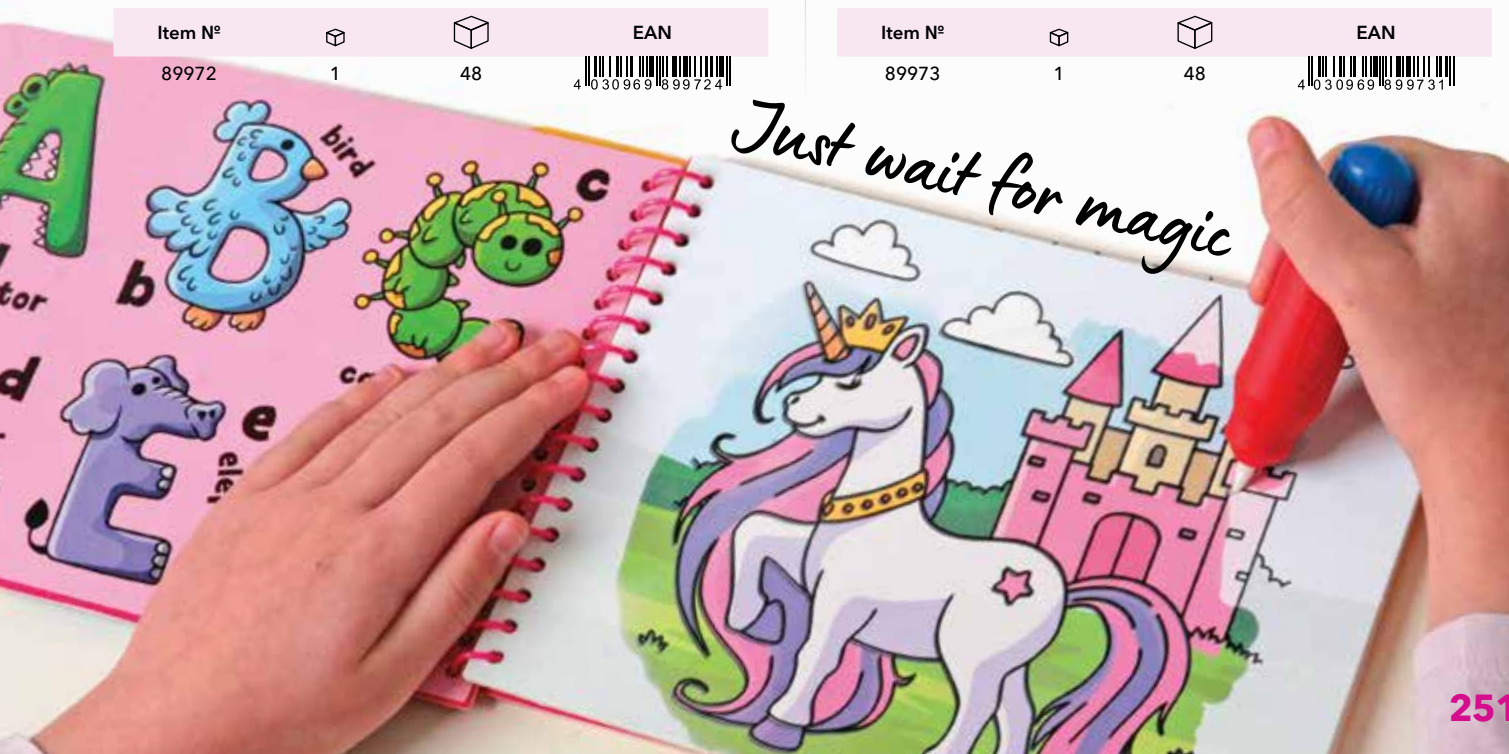 Item Nº EAN
89972 1 48 4 030969 899724
Item Nº EAN
89973 1 48 4 030969 899731
Just wait for magic
bird
b
c
tor
d
e
251